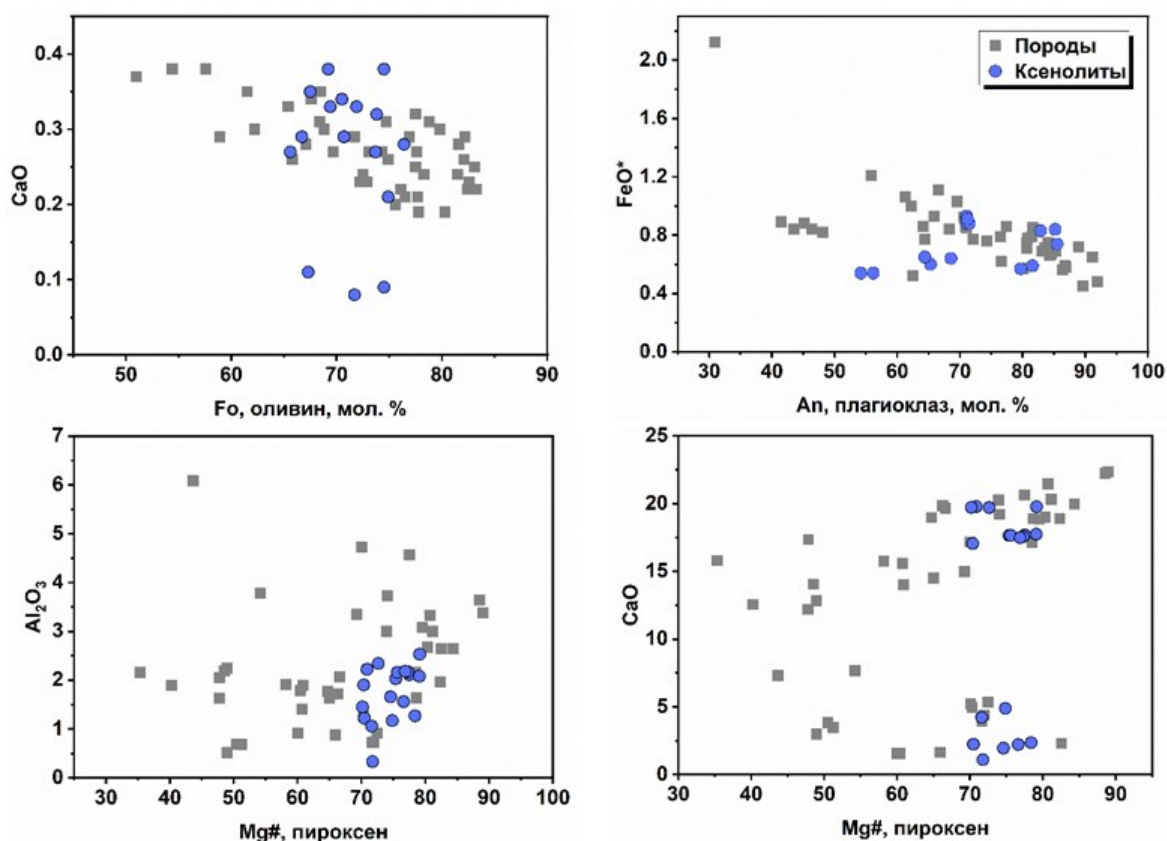 0.4
0.3
0.2
0.1
0.0
CaO
50 60 70 80 90
Fo, оливин, мол. %
2.0
1.6
1.2
0.8
0.4
0.0
FeO*
Породы
Ксенолиты
30 40 50 60 70 80 90 100
An, плагиоклаз, мол. %
7
6
5
4
3
2
1
0
Al₂O₃
30 40 50 60 70 80 90 100
Mg#, пироксен
25
20
15
10
5
0
CaO
40 50 60 70 80 90
Mg#, пироксен